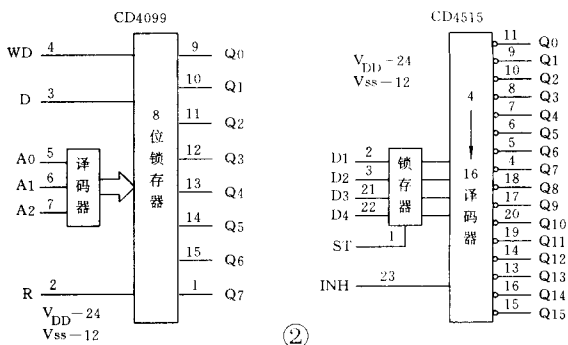 CD4099
WD 4
D 3
A0 5
A1 6
A2 7
译码器
R 2
8位锁存器
9 Q0
10 Q1
11 Q2
12 Q3
13 Q4
14 Q5
15 Q6
1 Q7
V_DD—24
Vss—12
CD4515
V_DD—24
Vss—12
D1 2
D2 3
D3 21
D4 22
锁存器
ST 1
INH 23
4
16
译码器
11 Q0
9 Q1
10 Q2
8 Q3
7 Q4
6 Q5
5 Q6
4 Q7
18 Q8
17 Q9
20 Q10
19 Q11
14 Q12
13 Q13
16 Q14
15 Q15
②